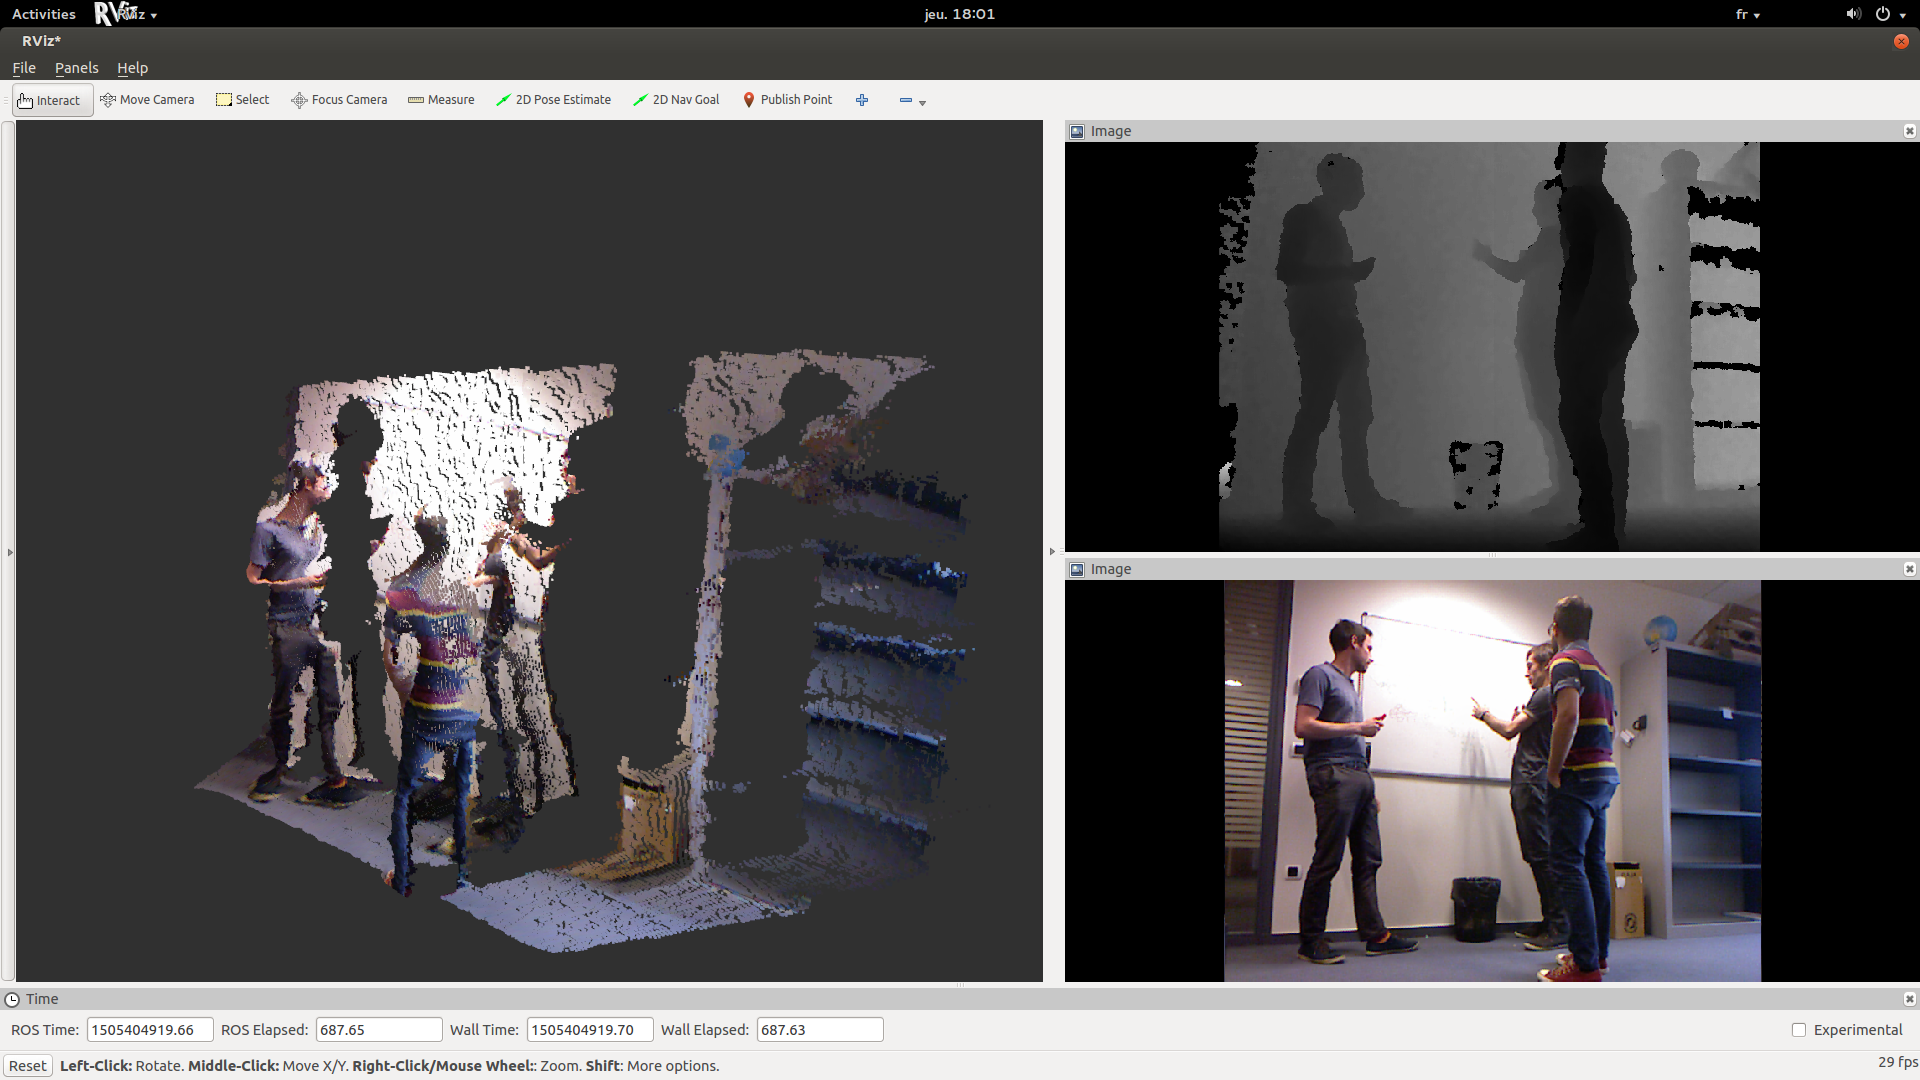 Activities RViz jeu. 18:01 fr
RViz*
File Panels Help
Interact Move Camera Select Focus Camera Measure 2D Pose Estimate 2D Nav Goal Publish Point
Image
Image
Time
ROS Time: 1505404919.66 ROS Elapsed: 687.65 Wall Time: 1505404919.70 Wall Elapsed: 687.63 Experimental
Reset Left-Click: Rotate. Middle-Click: Move X/Y. Right-Click/Mouse Wheel:: Zoom. Shift: More options. 29 fps